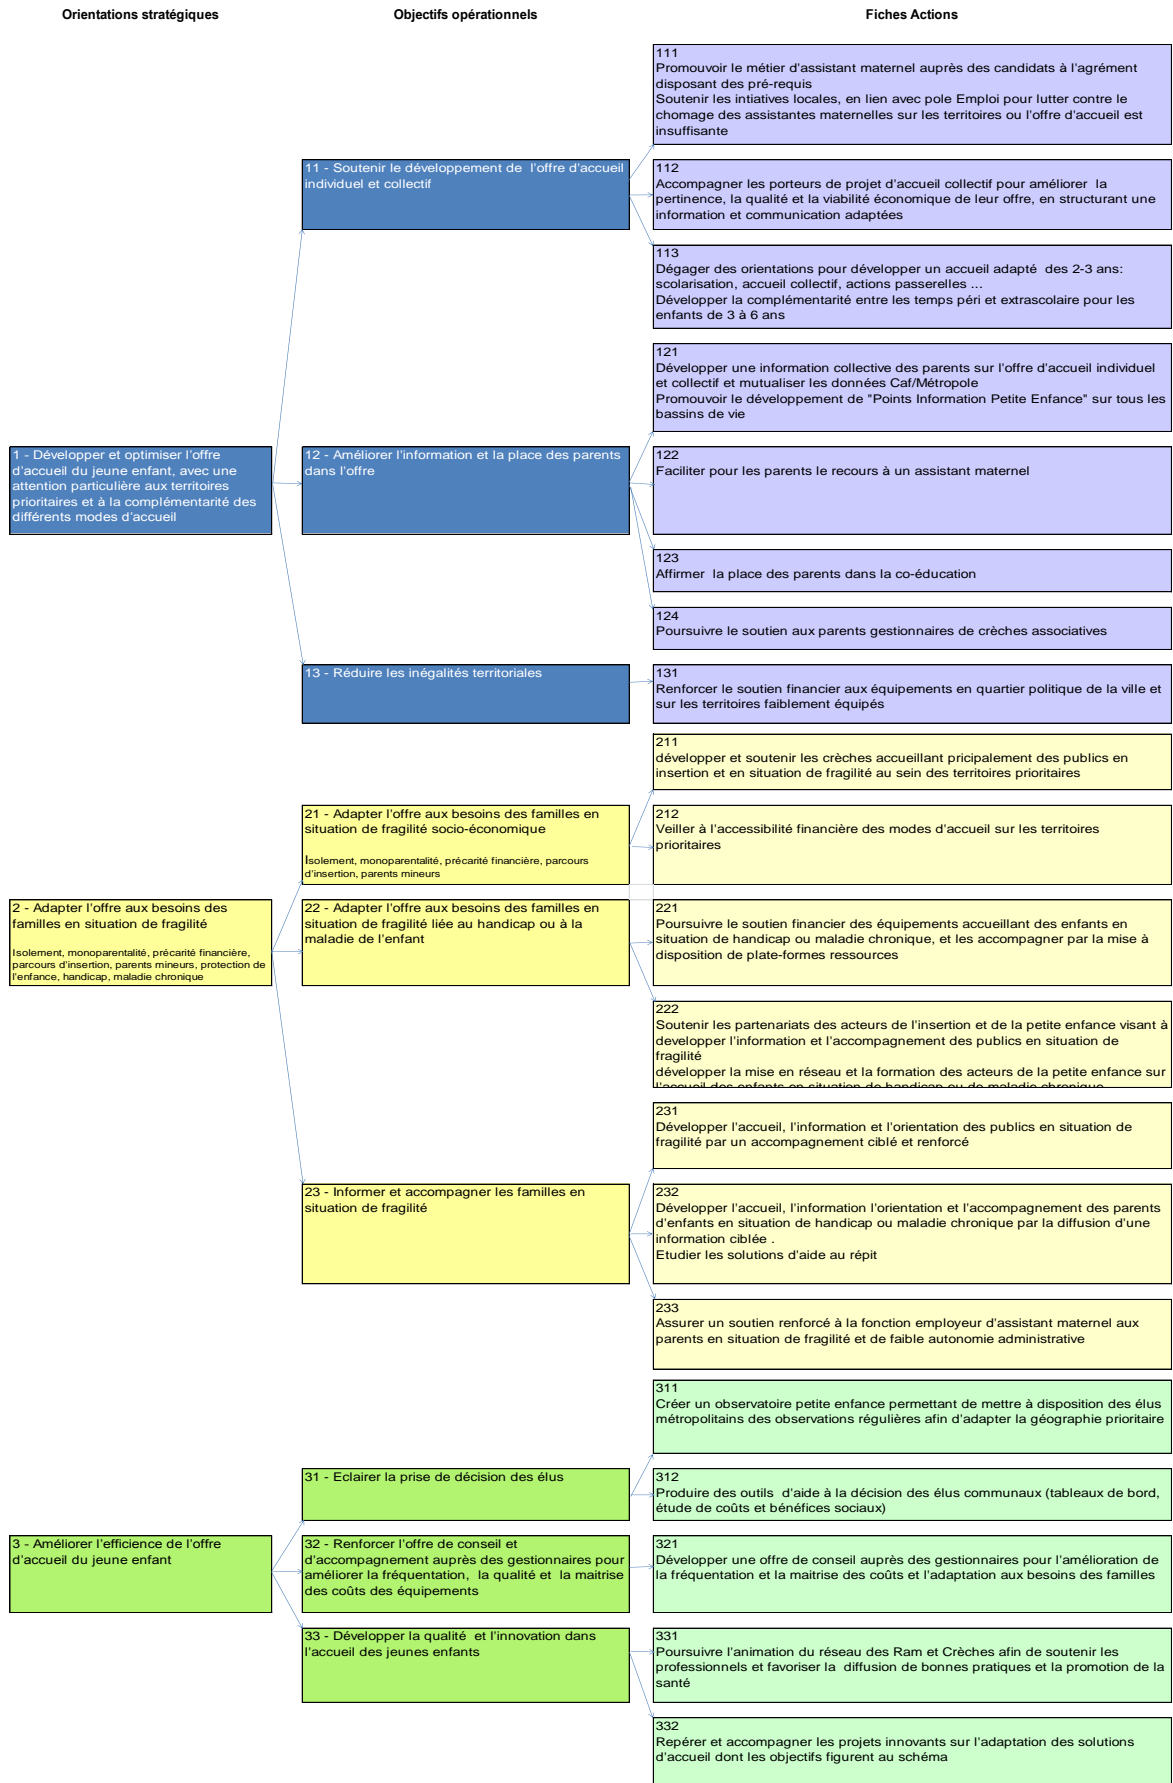 Orientations stratégiques
Objectifs opérationnels
Fiches Actions
111
Promouvoir le métier d'assistant maternel auprès des candidats à l'agrément
disposant des pré-requis
Soutenir les intiatives locales, en lien avec pole Emploi pour lutter contre le
chomage des assistantes maternelles sur les territoires ou l'offre d'accueil est
insuffisante
11 - Soutenir le développement de l'offre d'accueil
individuel et collectif
112
Accompagner les porteurs de projet d'accueil collectif pour améliorer la
pertinence, la qualité et la viabilité économique de leur offre, en structurant une
information et communication adaptées
113
Dégager des orientations pour développer un accueil adapté des 2-3 ans:
scolarisation, accueil collectif, actions passerelles ...
Développer la complémentarité entre les temps péri et extrascolaire pour les
enfants de 3 à 6 ans
121
Développer une information collective des parents sur l'offre d'accueil individuel
et collectif et mutualiser les données Caf/Métropole
Promouvoir le développement de "Points Information Petite Enfance" sur tous les
bassins de vie
1 - Développer et optimiser l'offre
d'accueil du jeune enfant, avec une
attention particulière aux territoires
prioritaires et à la complémentarité des
différents modes d'accueil
12 - Améliorer l'information et la place des parents
dans l'offre
122
Faciliter pour les parents le recours à un assistant maternel
123
Affirmer la place des parents dans la co-éducation
124
Poursuivre le soutien aux parents gestionnaires de crèches associatives
13 - Réduire les inégalités territoriales
131
Renforcer le soutien financier aux équipements en quartier politique de la ville et
sur les territoires faiblement équipés
211
développer et soutenir les crèches accueillant pricipalement des publics en
insertion et en situation de fragilité au sein des territoires prioritaires
21 - Adapter l'offre aux besoins des familles en
situation de fragilité socio-économique
Isolement, monoparentalité, précarité financière, parcours
d'insertion, parents mineurs
212
Veiller à l'accessibilité financière des modes d'accueil sur les territoires
prioritaires
2 - Adapter l'offre aux besoins des
familles en situation de fragilité
Isolement, monoparentalité, précarité financière,
parcours d'insertion, parents mineurs, protection de
l'enfance, handicap, maladie chronique
22 - Adapter l'offre aux besoins des familles en
situation de fragilité liée au handicap ou à la
maladie de l'enfant
221
Poursuivre le soutien financier des équipements accueillant des enfants en
situation de handicap ou maladie chronique, et les accompagner par la mise à
disposition de plate-formes ressources
222
Soutenir les partenariats des acteurs de l'insertion et de la petite enfance visant à
developper l'information et l'accompagnement des publics en situation de
fragilité
développer la mise en réseau et la formation des acteurs de la petite enfance sur
l'accueil des enfants en situation de handicap ou de maladie chronique
231
Développer l'accueil, l'information et l'orientation des publics en situation de
fragilité par un accompagnement ciblé et renforcé
23 - Informer et accompagner les familles en
situation de fragilité
232
Développer l'accueil, l'information l'orientation et l'accompagnement des parents
d'enfants en situation de handicap ou maladie chronique par la diffusion d'une
information ciblée .
Etudier les solutions d'aide au répit
233
Assurer un soutien renforcé à la fonction employeur d'assistant maternel aux
parents en situation de fragilité et de faible autonomie administrative
311
Créer un observatoire petite enfance permettant de mettre à disposition des élus
métropolitains des observations régulières afin d'adapter la géographie prioritaire
31 - Eclairer la prise de décision des élus
312
Produire des outils d'aide à la décision des élus communaux (tableaux de bord,
étude de coûts et bénéfices sociaux)
3 - Améliorer l'efficience de l'offre
d'accueil du jeune enfant
32 - Renforcer l'offre de conseil et
d'accompagnement auprès des gestionnaires pour
améliorer la fréquentation, la qualité et la maitrise
des coûts des équipements
321
Développer une offre de conseil auprès des gestionnaires pour l'amélioration de
la fréquentation et la maitrise des coûts et l'adaptation aux besoins des familles
33 - Développer la qualité et l'innovation dans
l'accueil des jeunes enfants
331
Poursuivre l'animation du réseau des Ram et Crèches afin de soutenir les
professionnels et favoriser la diffusion de bonnes pratiques et la promotion de la
santé
332
Repérer et accompagner les projets innovants sur l'adaptation des solutions
d'accueil dont les objectifs figurent au schéma